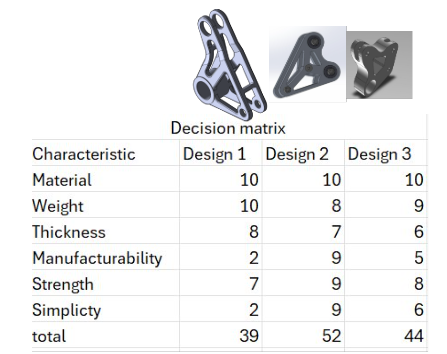 Decision matrix
Characteristic Design 1 Design 2 Design 3
Material 10 10 10
Weight 10 8 9
Thickness 8 7 6
Manufacturability 2 9 5
Strength 7 9 8
Simplicty 2 9 6
total 39 52 44